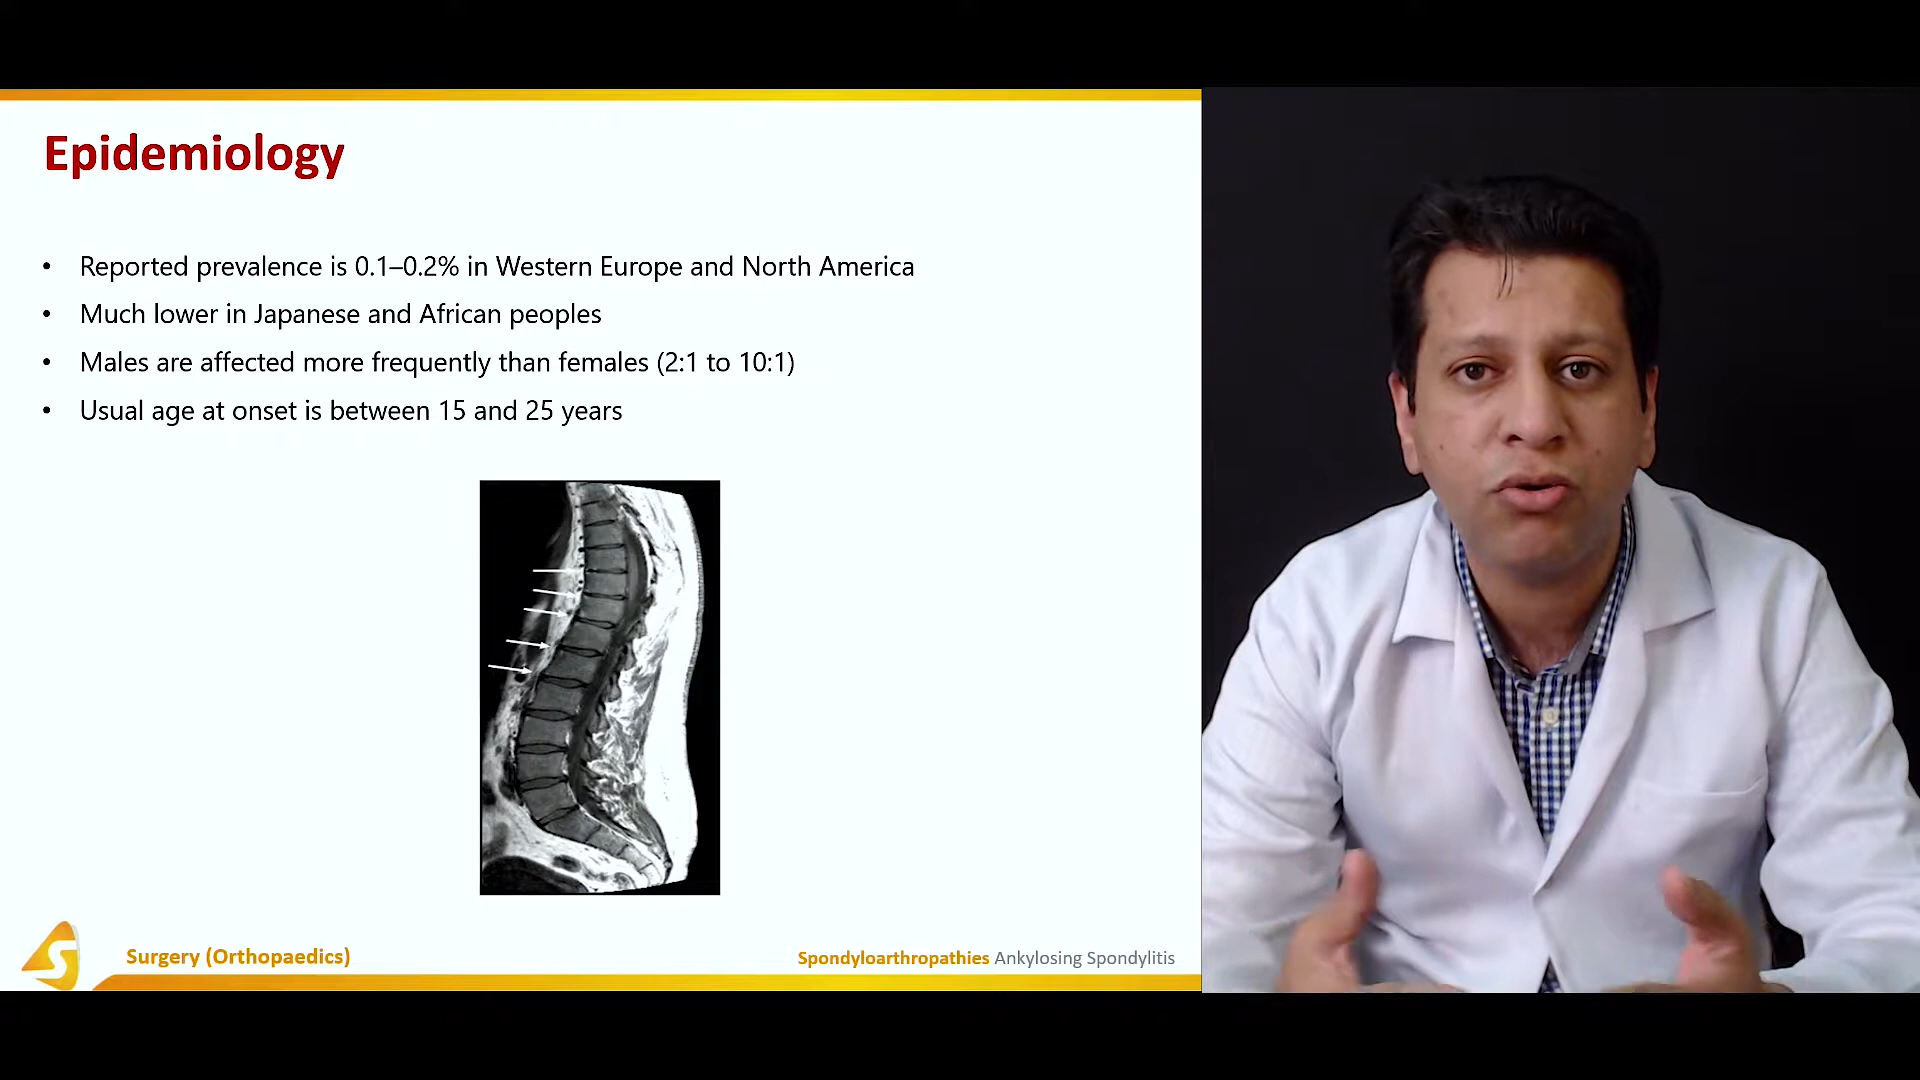 Epidemiology
• Reported prevalence is 0.1–0.2% in Western Europe and North America
• Much lower in Japanese and African peoples
• Males are affected more frequently than females (2:1 to 10:1)
• Usual age at onset is between 15 and 25 years
Surgery (Orthopaedics)
Spondyloarthropathies Ankylosing Spondylitis